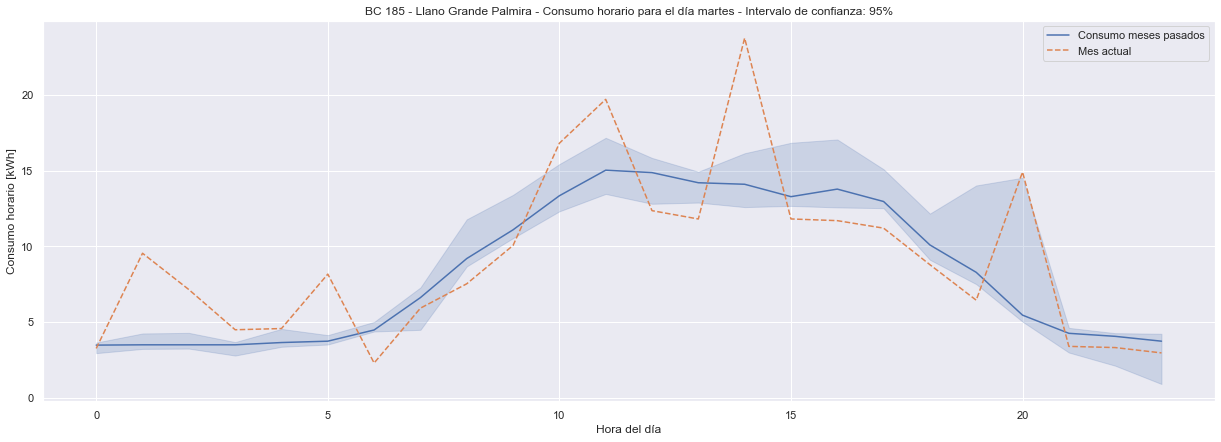 BC 185 - Llano Grande Palmira - Consumo horario para el día martes - Intervalo de confianza: 95%
Consumo meses pasados
Mes actual
Consumo horario [kWh]
20
15
10
5
0
0 5 10 15 20
Hora del día